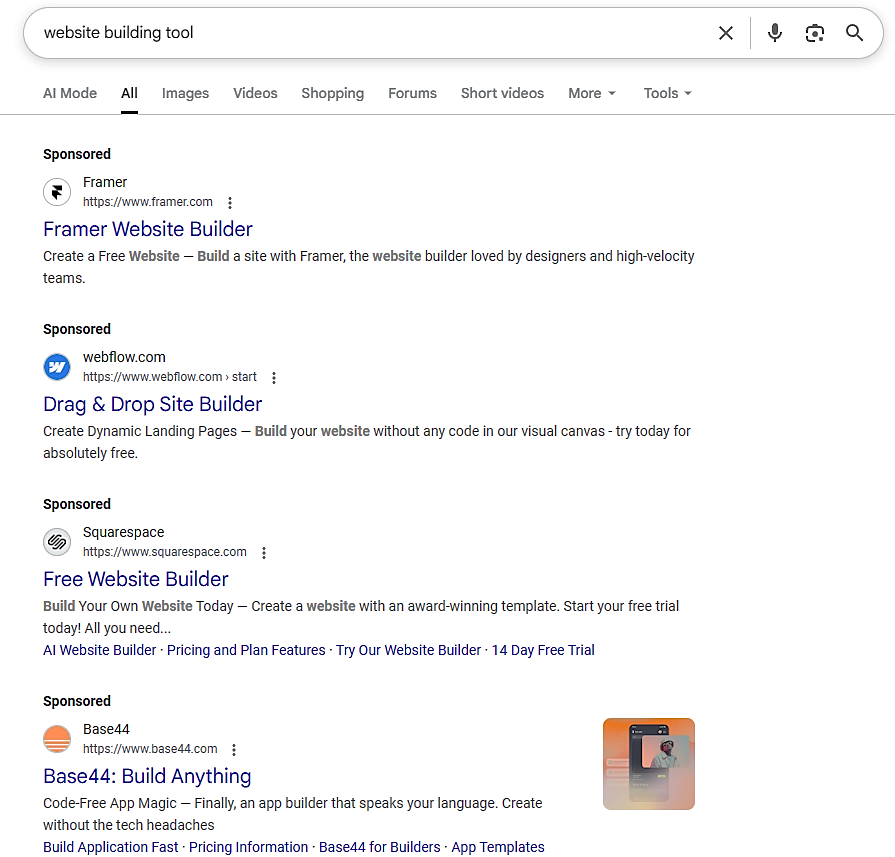 website building tool
AI Mode All Images Videos Shopping Forums Short videos More Tools
Sponsored
Framer
https://www.framer.com
Framer Website Builder
Create a Free Website — Build a site with Framer, the website builder loved by designers and high-velocity
teams.
Sponsored
webflow.com
https://www.webflow.com › start
Drag & Drop Site Builder
Create Dynamic Landing Pages — Build your website without any code in our visual canvas - try today for
absolutely free.
Sponsored
Squarespace
https://www.squarespace.com
Free Website Builder
Build Your Own Website Today — Create a website with an award-winning template. Start your free trial
today! All you need...
AI Website Builder · Pricing and Plan Features · Try Our Website Builder · 14 Day Free Trial
Sponsored
Base44
https://www.base44.com
Base44: Build Anything
Code-Free App Magic — Finally, an app builder that speaks your language. Create
without the tech headaches
Build Application Fast · Pricing Information · Base44 for Builders · App Templates